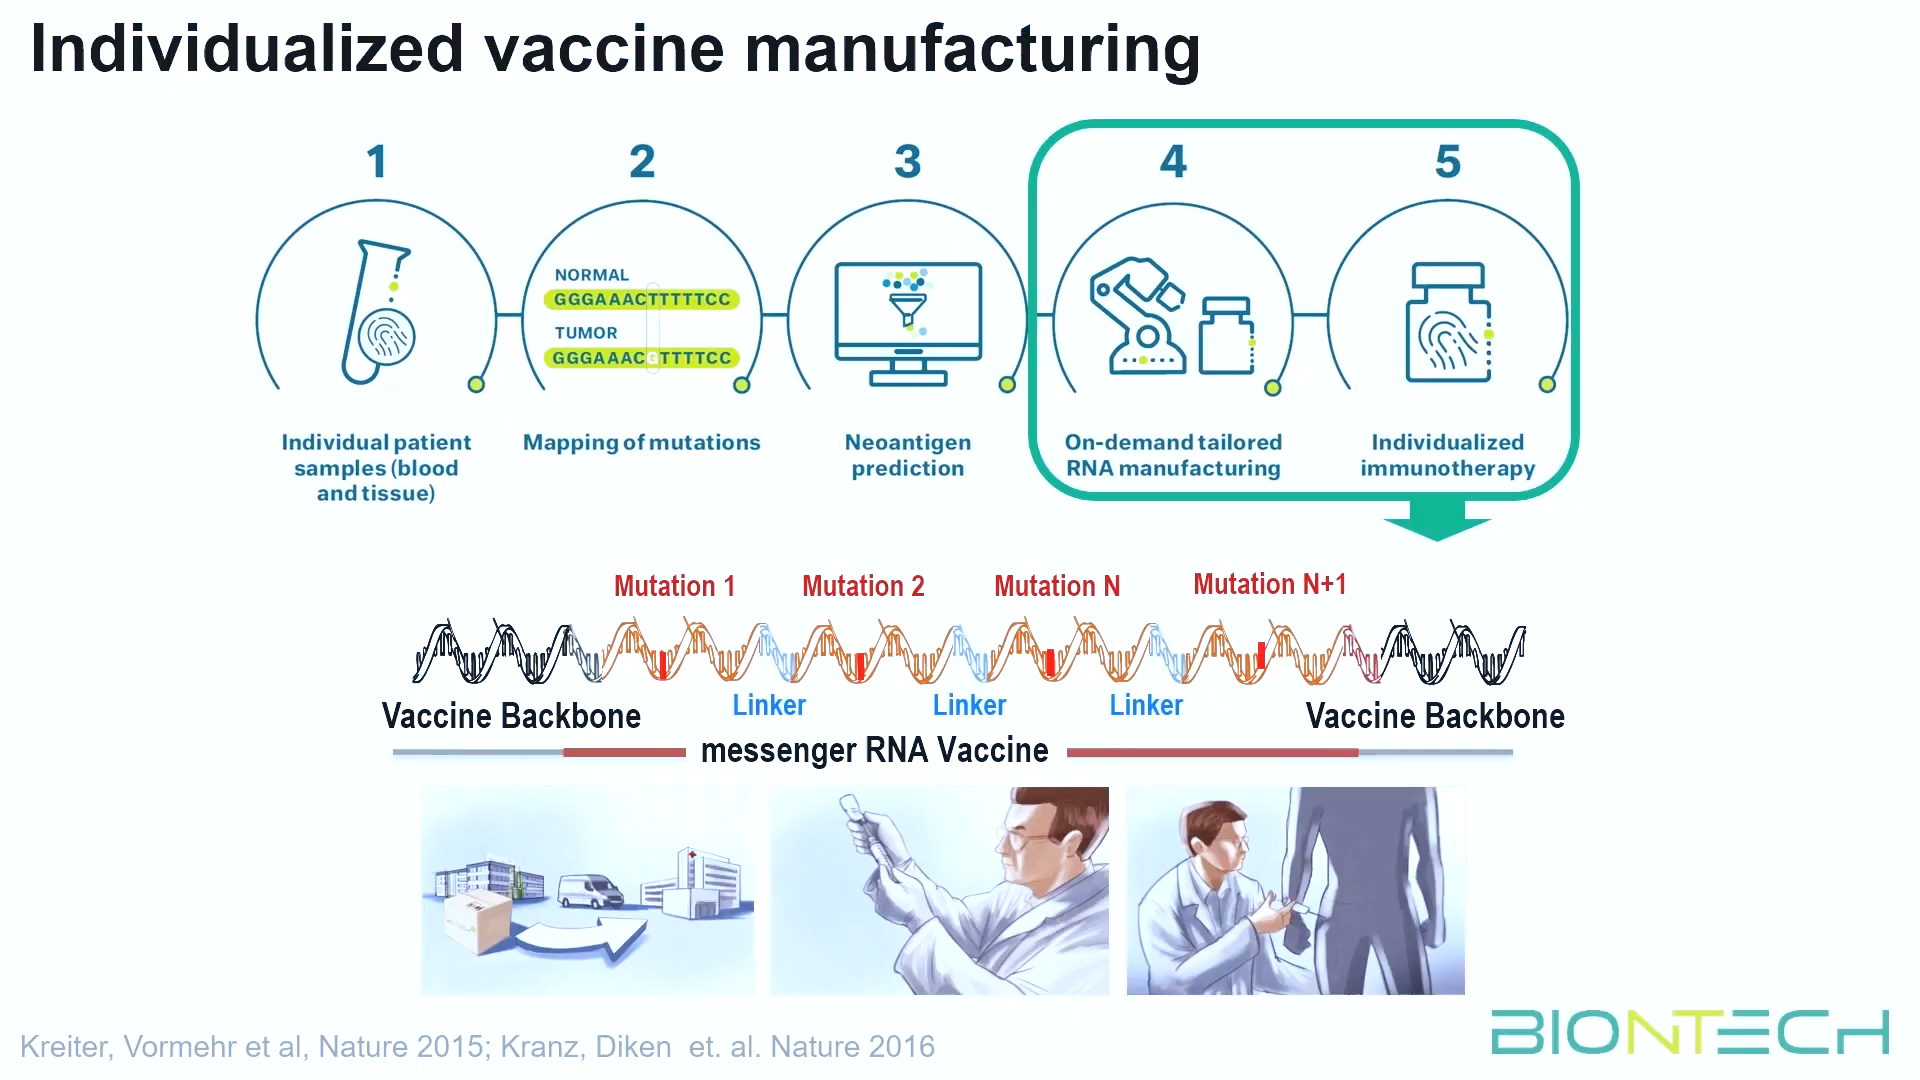 Individualized vaccine manufacturing
1
2
3
4
5
NORMAL
GGGAAACTTTTTCC
TUMOR
GGGAAACGTTTTCC
Individual patient
samples (blood
and tissue)
Mapping of mutations
Neoantigen
prediction
On-demand tailored
RNA manufacturing
Individualized
immunotherapy
Mutation 1
Mutation 2
Mutation N
Mutation N+1
Linker
Linker
Linker
Vaccine Backbone
Vaccine Backbone
messenger RNA Vaccine
Kreiter, Vormehr et al, Nature 2015; Kranz, Diken et. al. Nature 2016
BIONTECH